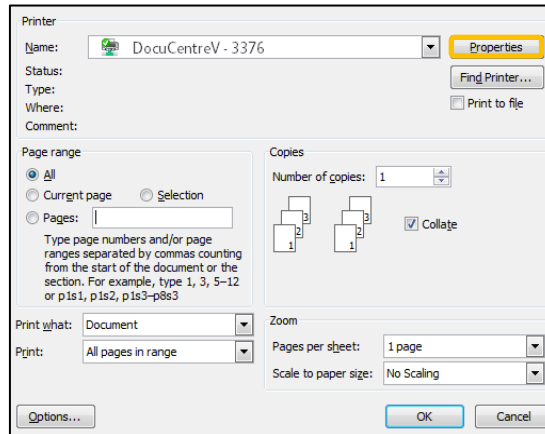 Printer
Name: DocuCentreV - 3376 Properties
Status: Find Printer...
Type:
Where: Print to file
Comment:
Page range
All
Current page Selection
Pages:
Type page numbers and/or page
ranges separated by commas counting
from the start of the document or the
section. For example, type 1, 3, 5–12
or p1s1, p1s2, p1s3–p8s3
Copies
Number of copies: 1
3 3
2 2
1 1
Collate
Print what: Document
Print: All pages in range
Zoom
Pages per sheet: 1 page
Scale to paper size: No Scaling
Options... OK Cancel